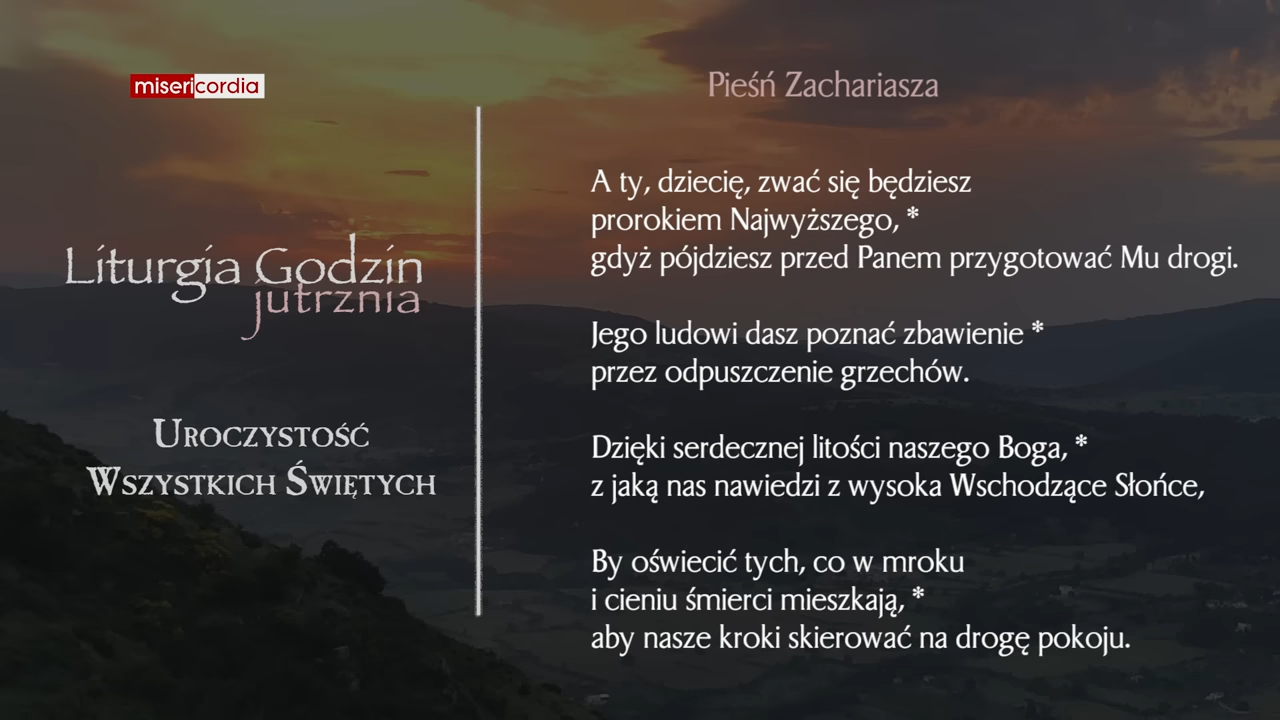 misericordia
Liturgia Godzin
jutrznia
Uroczystość
Wszystkich Świętych
Pieśń Zachariasza
A ty, dziecię, zwać się będziesz
prorokiem Najwyższego, *
gdyż pójdziesz przed Panem przygotować Mu drogi.
Jego ludowi dasz poznać zbawienie *
przez odpuszczenie grzechów.
Dzięki serdecznej litości naszego Boga, *
z jaką nas nawiedzi z wysoka Wschodzące Słońce,
By oświecić tych, co w mroku
i cieniu śmierci mieszkają, *
aby nasze kroki skierować na drogę pokoju.